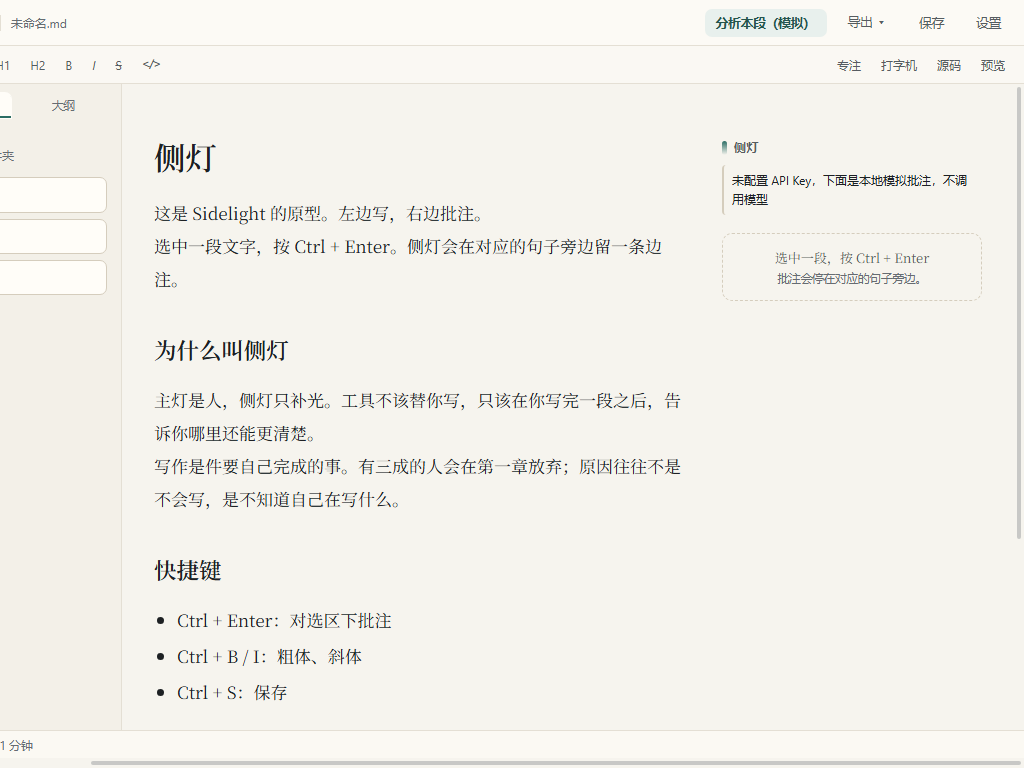 未命名.md
分析本段（模拟）
导出
保存
设置
H1 H2 B I S </>
专注 打字机 源码 预览
大纲
夹
侧灯
这是 Sidelight 的原型。左边写，右边批注。
选中一段文字，按 Ctrl + Enter。侧灯会在对应的句子旁边留一条边
注。
为什么叫侧灯
主灯是人，侧灯只补光。工具不该替你写，只该在你写完一段之后，告
诉你哪里还能更清楚。
写作是件要自己完成的事。有三成的人会在第一章放弃；原因往往不是
不会写，是不知道自己在写什么。
快捷键
Ctrl + Enter：对选区下批注
Ctrl + B / I：粗体、斜体
Ctrl + S：保存
侧灯
未配置 API Key，下面是本地模拟批注，不调
用模型
选中一段，按 Ctrl + Enter
批注会停在对应的句子旁边。
1 分钟